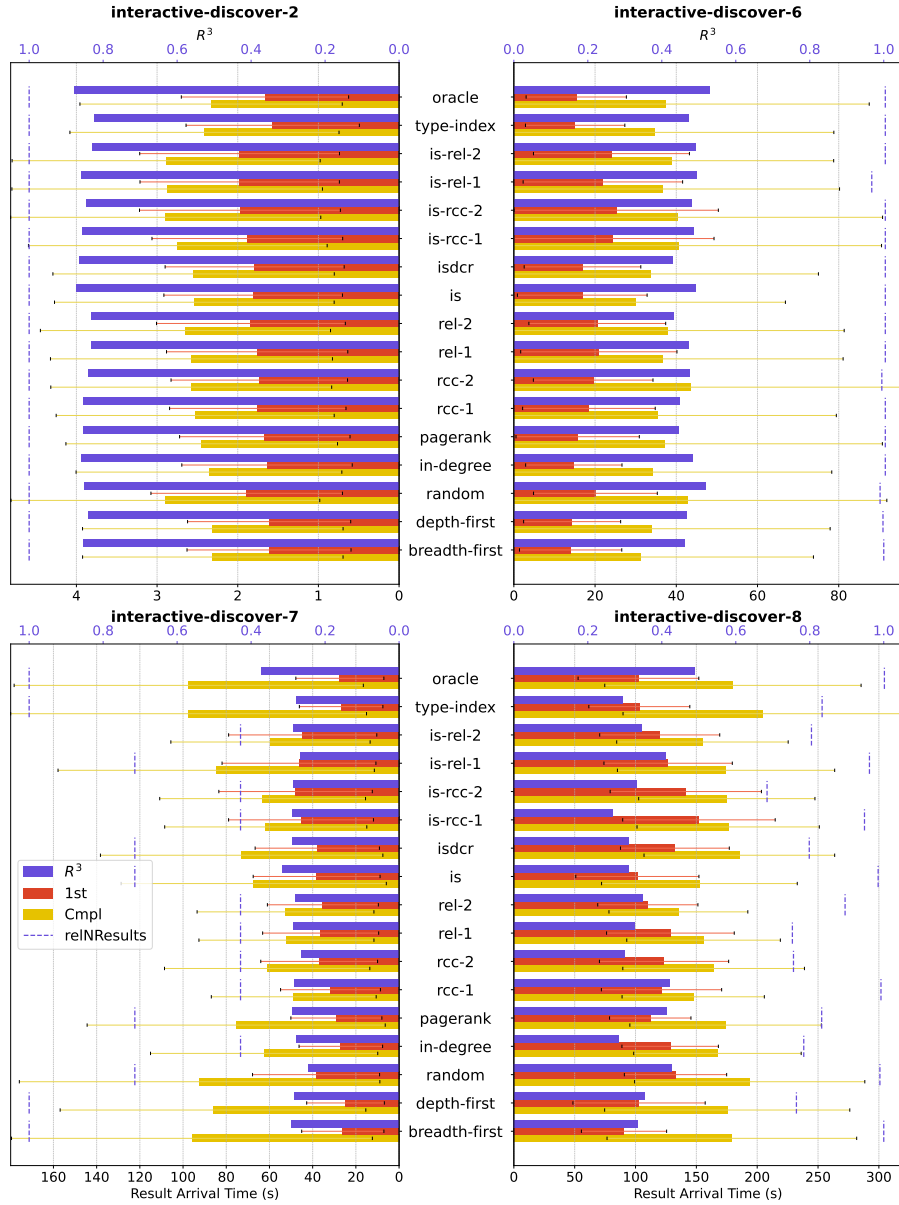 interactive-discover-2
interactive-discover-6
R³
R³
1.0 0.8 0.6 0.4 0.2 0.0
0.0 0.2 0.4 0.6 0.8 1.0
oracle
type-index
is-rel-2
is-rel-1
is-rcc-2
is-rcc-1
isdcr
is
rel-2
rel-1
rcc-2
rcc-1
pagerank
in-degree
random
depth-first
breadth-first
4 3 2 1 0
0 20 40 60 80
interactive-discover-7
interactive-discover-8
1.0 0.8 0.6 0.4 0.2 0.0
0.0 0.2 0.4 0.6 0.8 1.0
oracle
type-index
is-rel-2
is-rel-1
is-rcc-2
is-rcc-1
isdcr
is
rel-2
rel-1
rcc-2
rcc-1
pagerank
in-degree
random
depth-first
breadth-first
R³
1st
Cmpl
relNResults
160 140 120 100 80 60 40 20 0
0 50 100 150 200 250 300
Result Arrival Time (s)
Result Arrival Time (s)